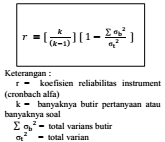 r = [ k / (k−1) ] [ 1 − ∑ σb² / σt² ]
Keterangan :
r = koefisien reliabilitas instrument
(cronbach alfa)
k = banyaknya butir pertanyaan atau
banyaknya soal
∑ σb² = total varians butir
σt² = total varian